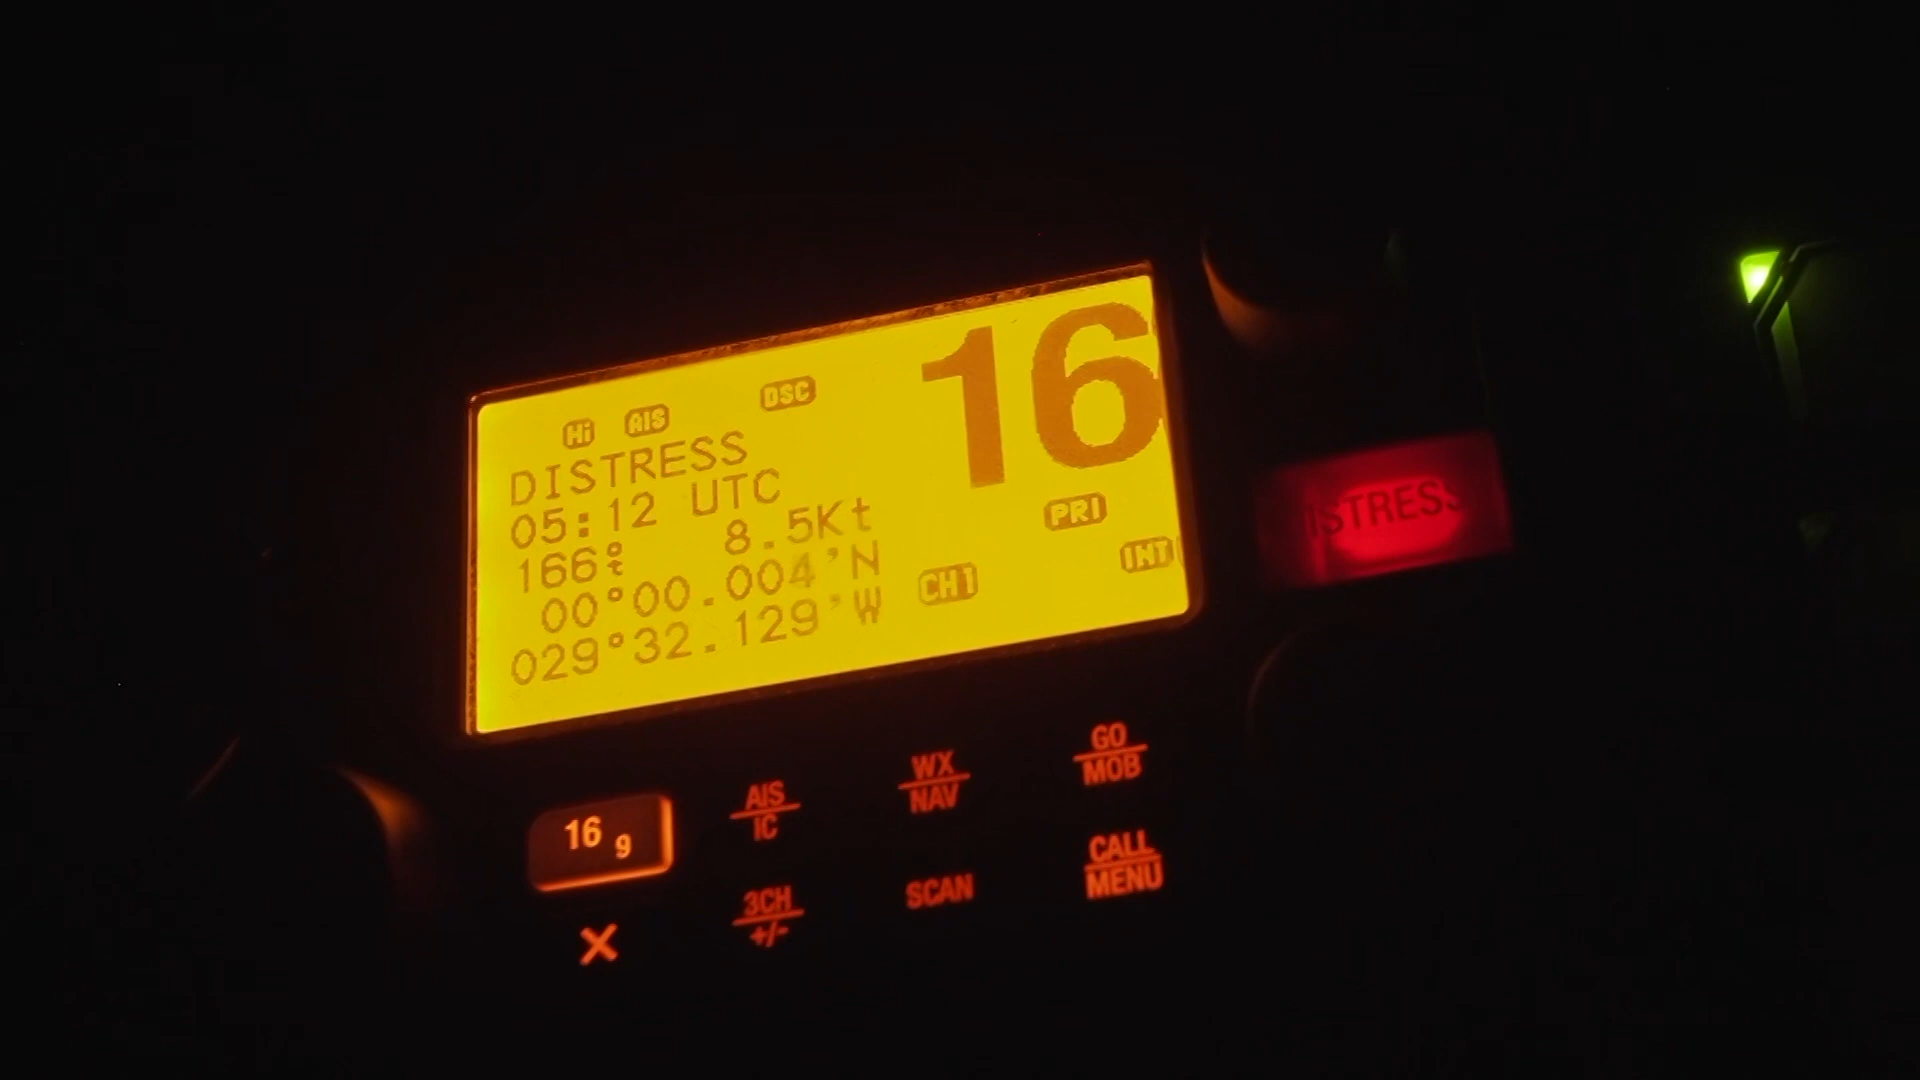 Hi AIS DSC 16
DISTRESS
05:12 UTC
166°t 8.5Kt
PRI
00°00.004'N
INT
CH1
029°32.129'W
DISTRESS
16 9
AIS
IC
WX
NAV
GO
MOB
X
3CH
+/-
SCAN
CALL
MENU